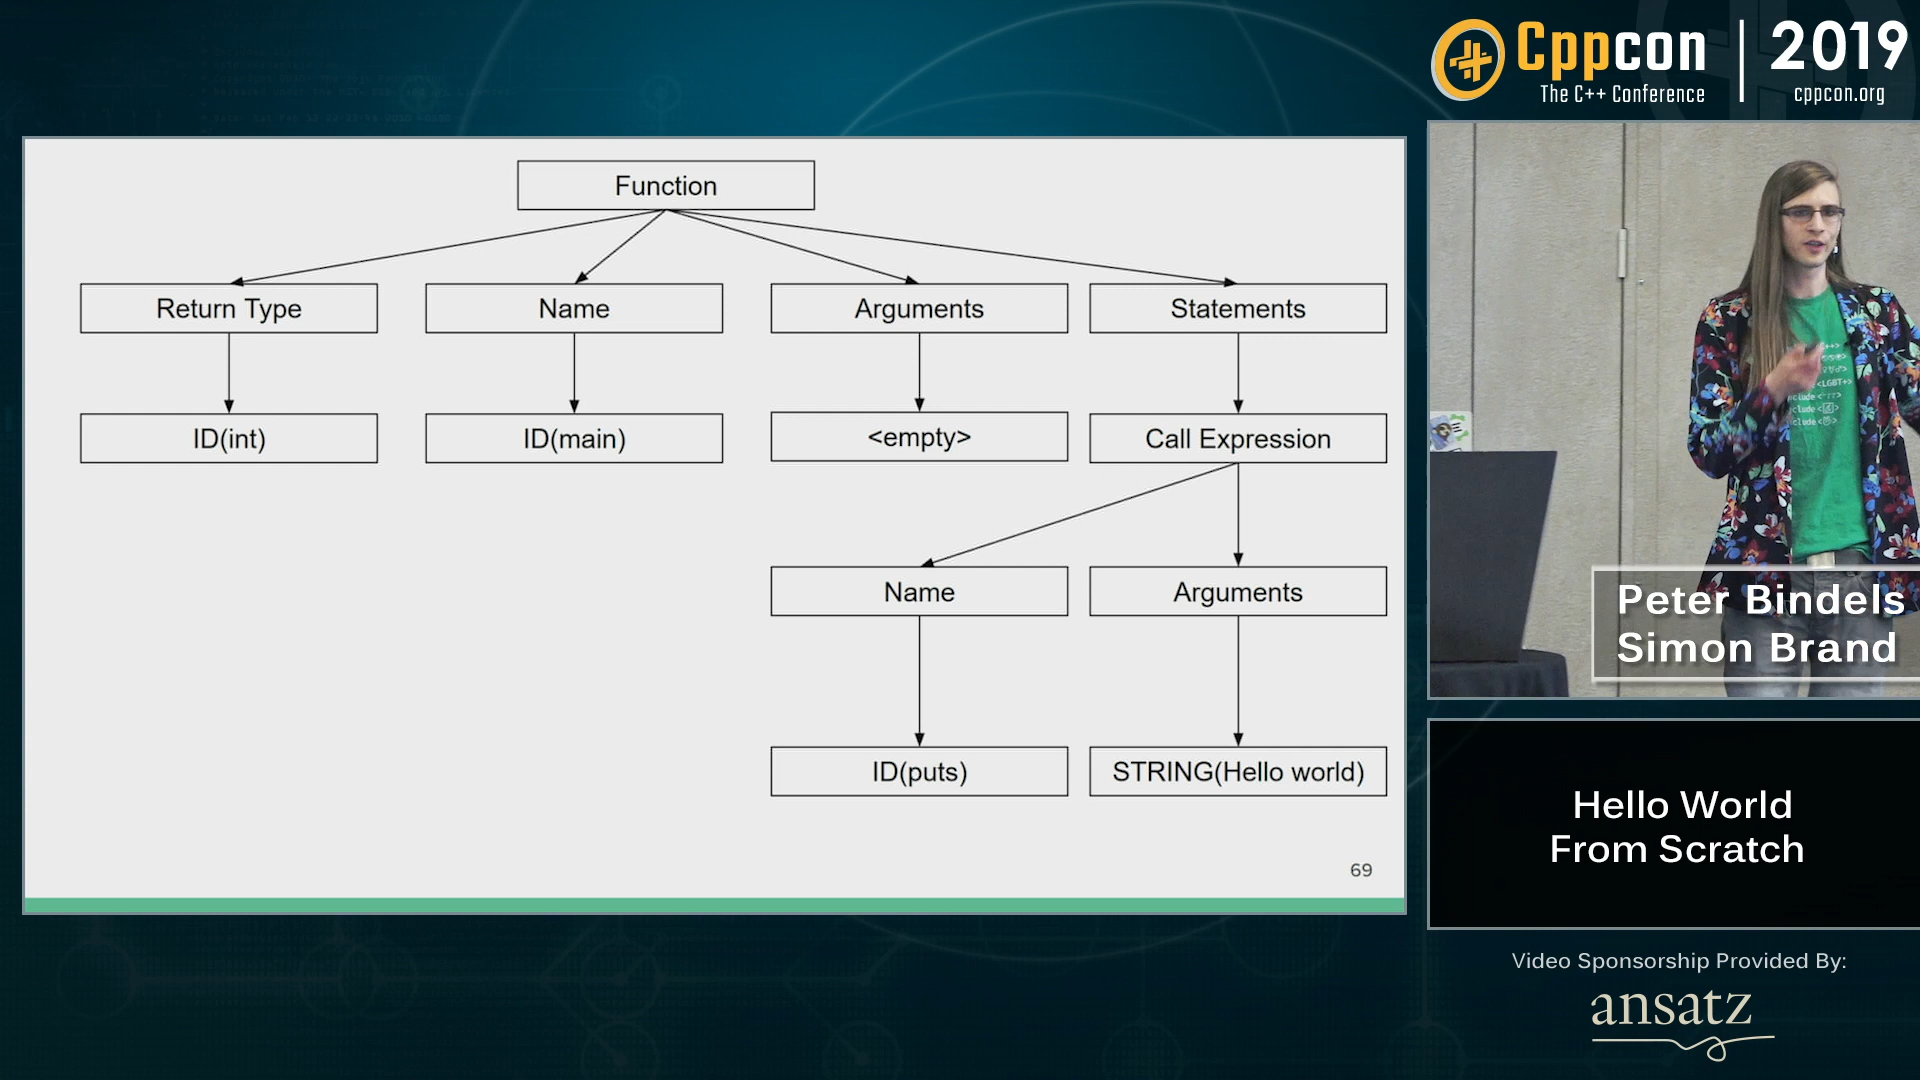 Cppcon
The C++ Conference
2019
cppcon.org
Function
Return Type
Name
Arguments
Statements
ID(int)
ID(main)
<empty>
Call Expression
Name
Arguments
ID(puts)
STRING(Hello world)
69
<LGBT+>
Peter Bindels
Simon Brand
Hello World
From Scratch
Video Sponsorship Provided By:
ansatz